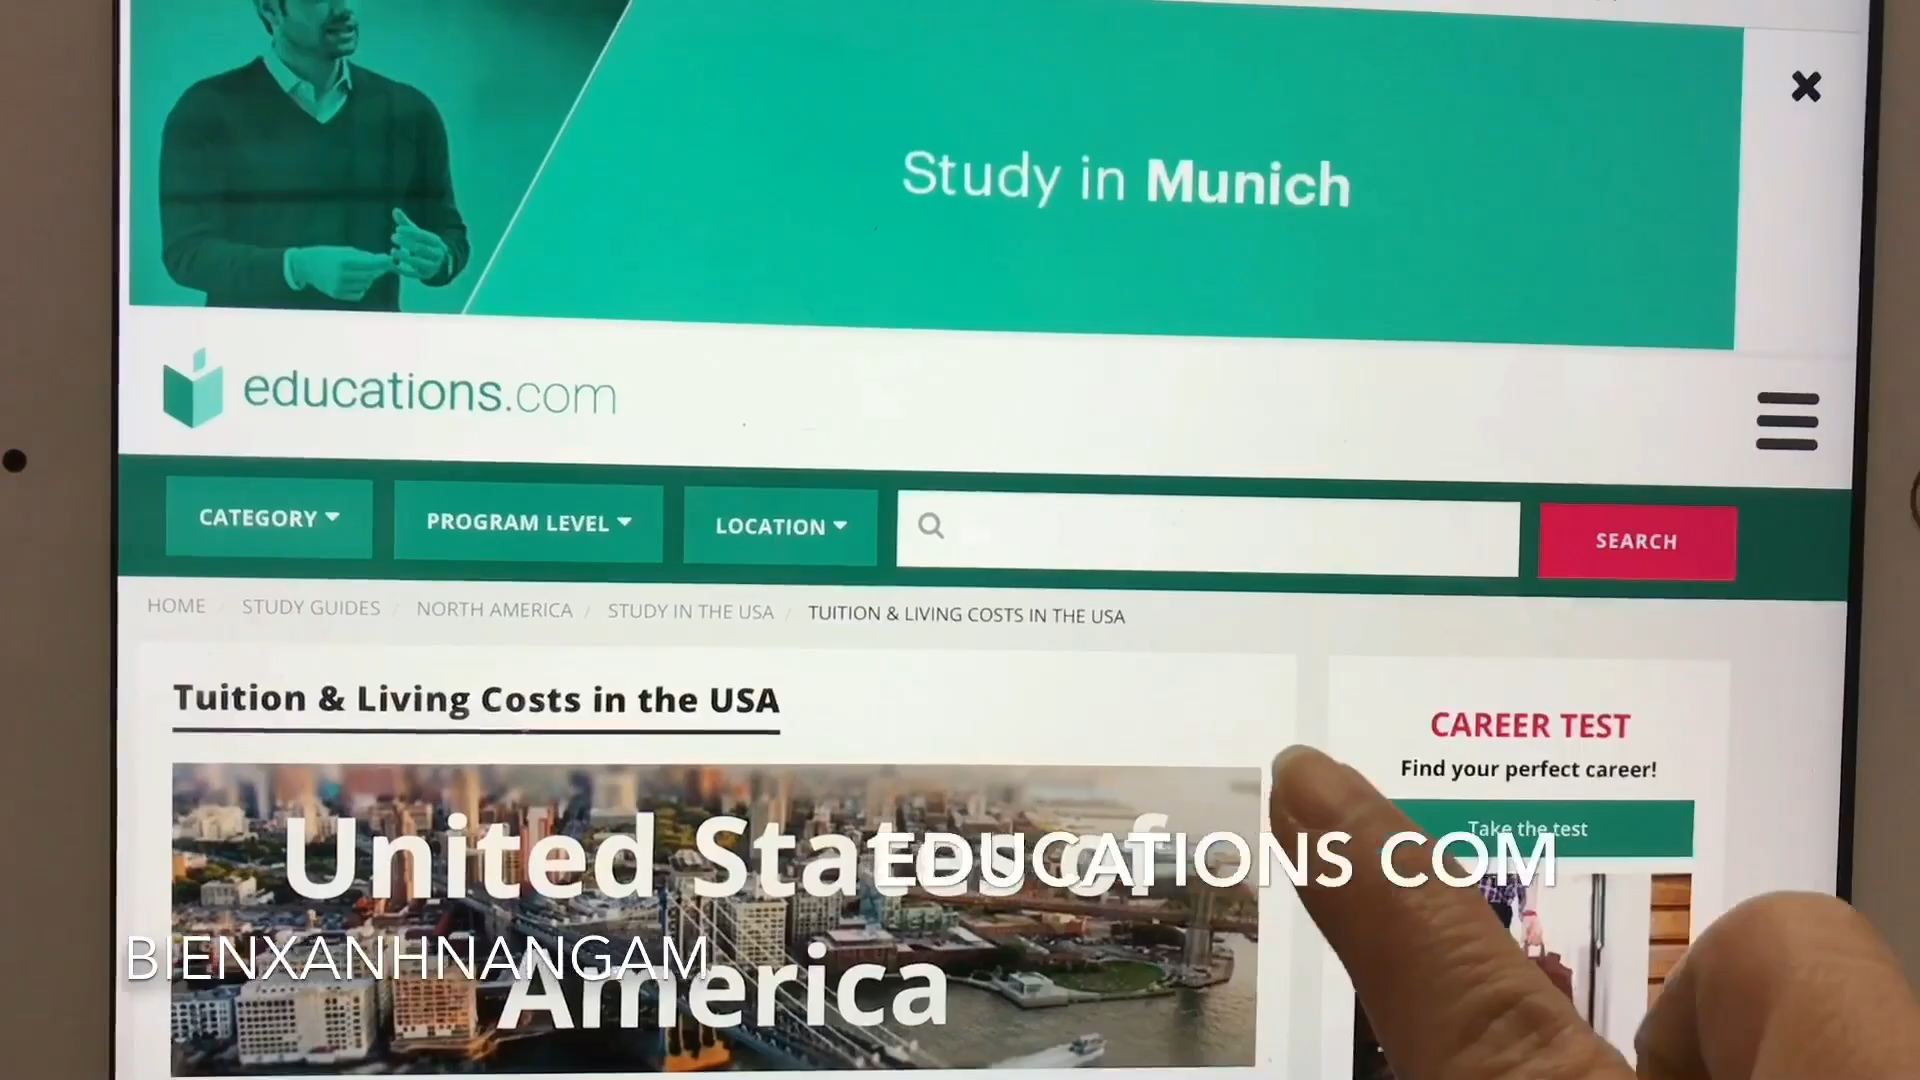 Study in Munich
educations.com
CATEGORY
PROGRAM LEVEL
LOCATION
SEARCH
HOME / STUDY GUIDES / NORTH AMERICA / STUDY IN THE USA / TUITION & LIVING COSTS IN THE USA
Tuition & Living Costs in the USA
CAREER TEST
Find your perfect career!
Take the test
United States of
America
EDUCATIONS COM
BIENXANHNANGAM